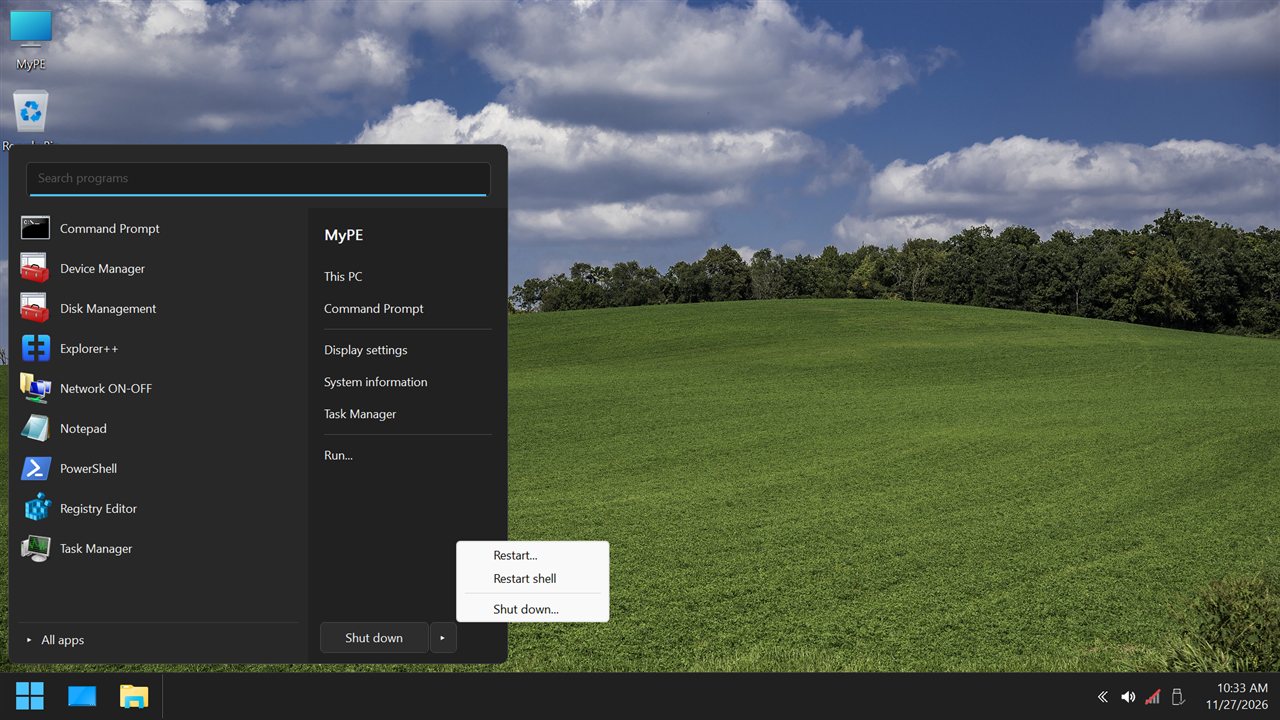 MyPE
Search programs
Command Prompt
Device Manager
Disk Management
Explorer++
Network ON-OFF
Notepad
PowerShell
Registry Editor
Task Manager
All apps
MyPE
This PC
Command Prompt
Display settings
System information
Task Manager
Run...
Restart...
Restart shell
Shut down...
Shut down
10:33 AM
11/27/2026